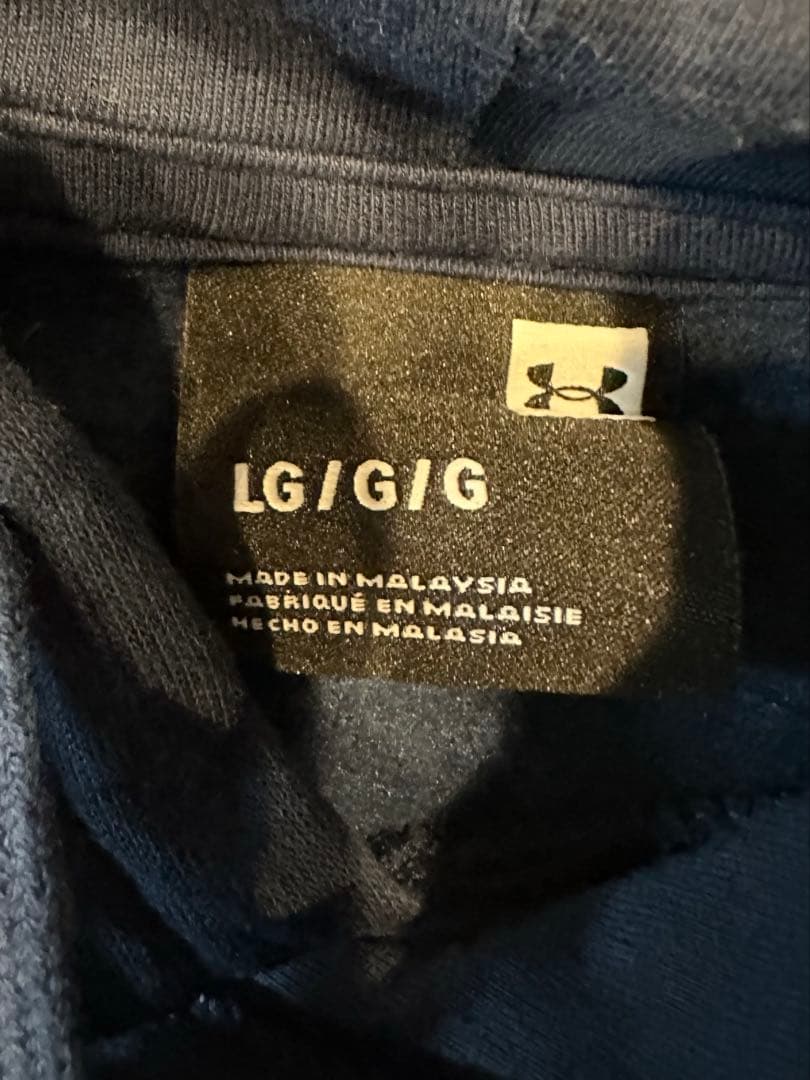 LG/G/G
MADE IN MALAYSIA
FABRIQUÉ EN MALAISIE
HECHO EN MALASIA